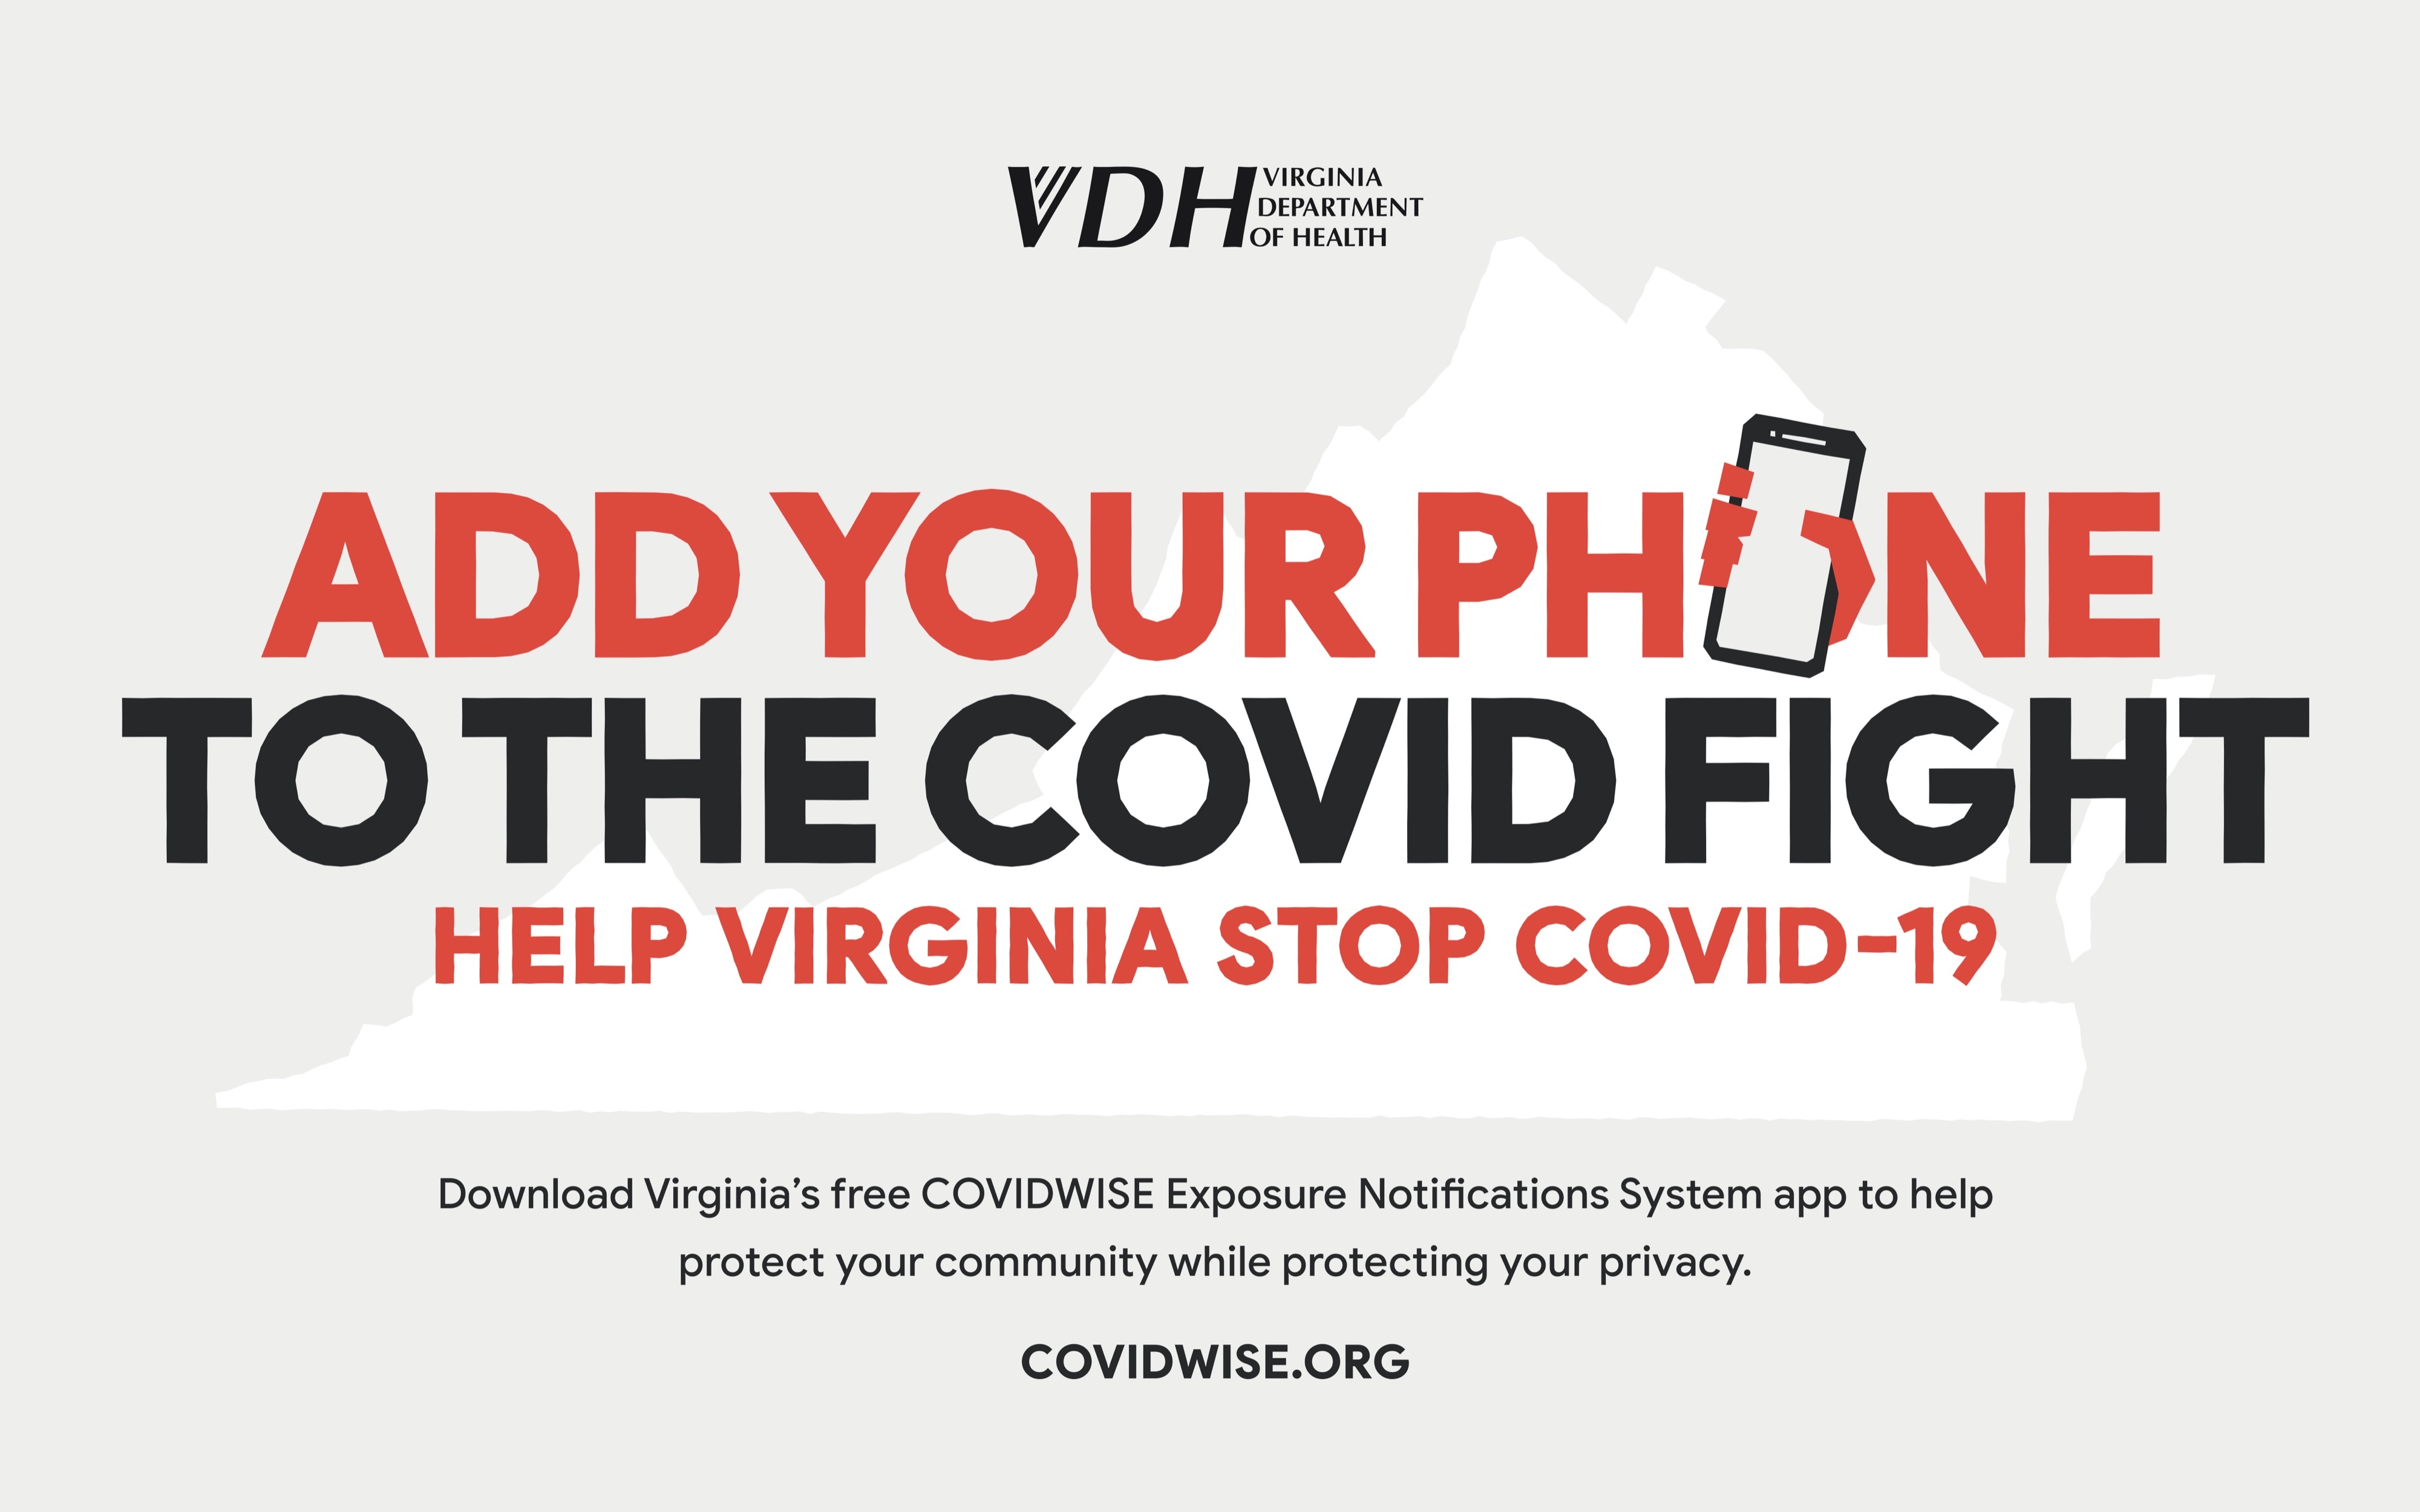 VDH VIRGINIA
DEPARTMENT
OF HEALTH
ADD YOUR PHONE
TO THE COVID FIGHT
HELP VIRGINIA STOP COVID-19
Download Virginia’s free COVIDWISE Exposure Notifications System app to help
protect your community while protecting your privacy.
COVIDWISE.ORG